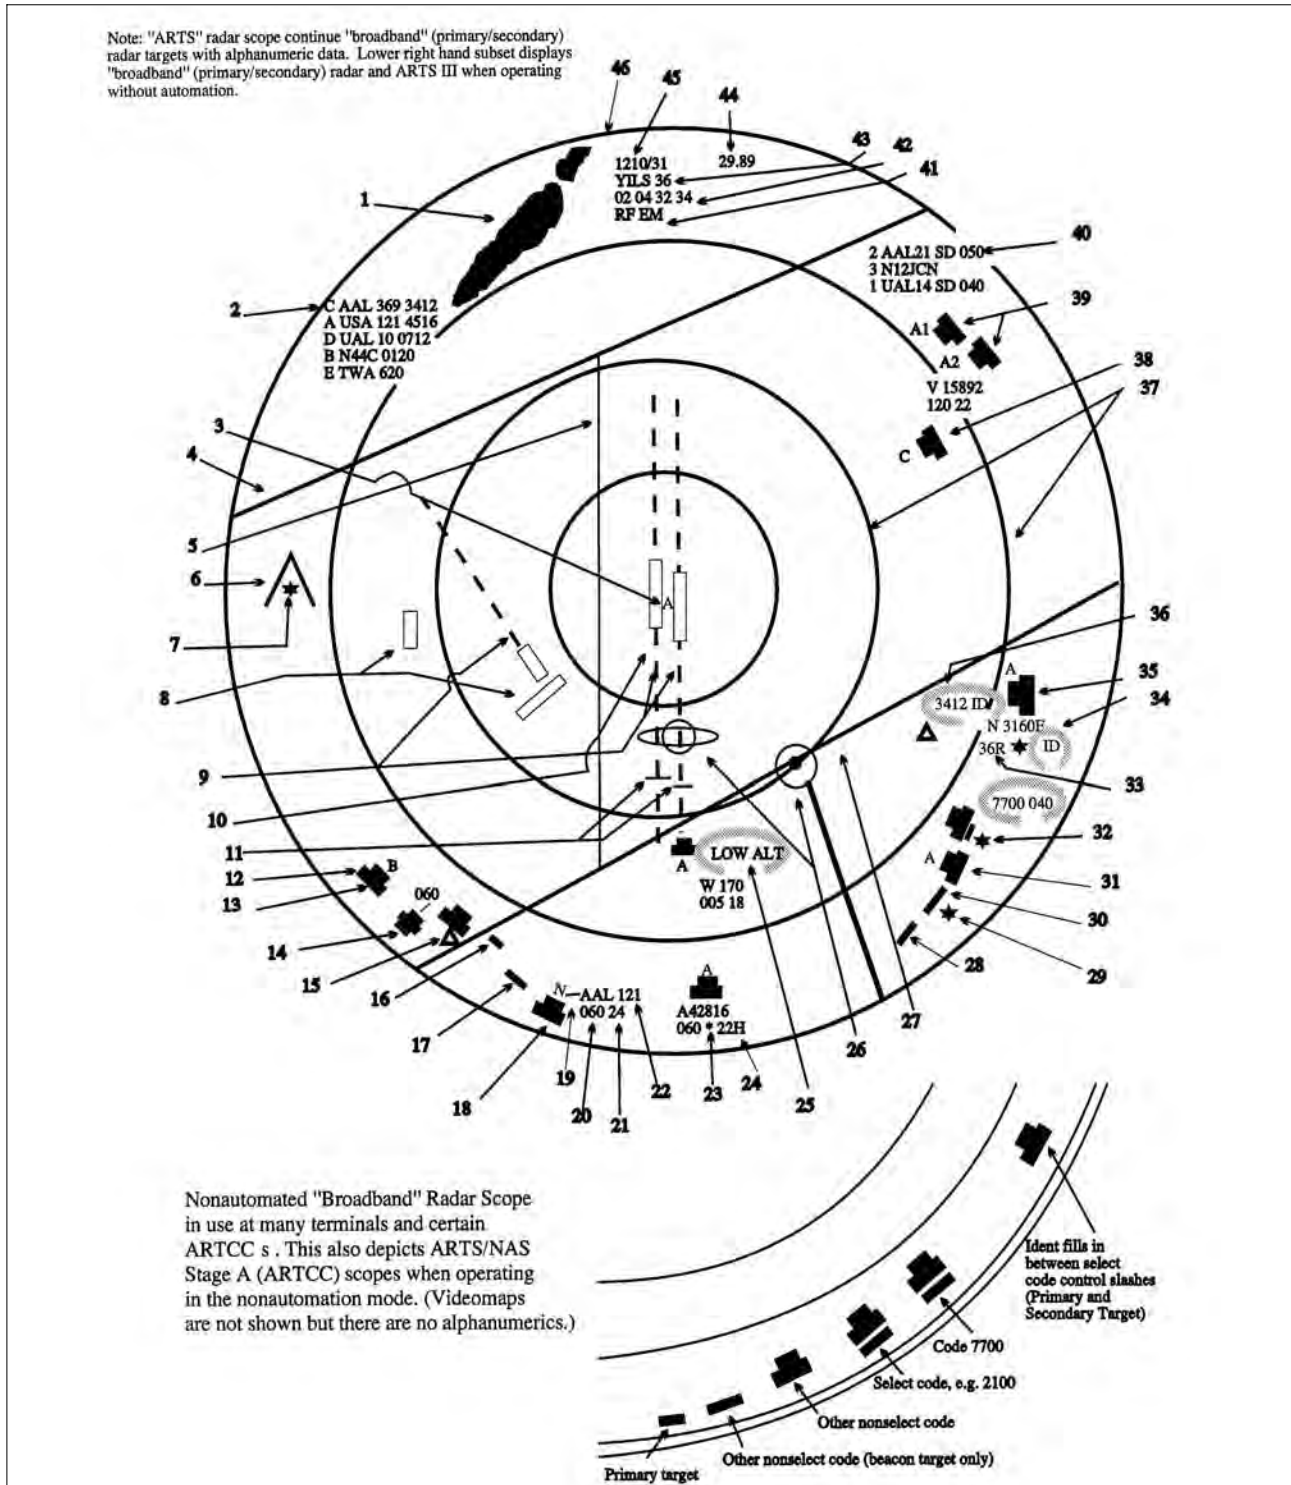 Note: "ARTS" radar scope continue "broadband" (primary/secondary)
radar targets with alphanumeric data. Lower right hand subset displays
"broadband" (primary/secondary) radar and ARTS III when operating
without automation.
46
45
44
43
42
41
1210/31
29.89
YILS 36
02 04 32 34
RF EM
1
40
2 AAL21 SD 050
3 N12JCN
1 UAL14 SD 040
2
C AAL 369 3412
A USA 121 4516
D UAL 10 0712
B N44C 0120
E TWA 620
39
A1
A2
38
37
V 15892
120 22
C
3
4
5
6
7
8
A
36
35
34
A
3412 ID
N 3160F
36R
ID
33
7700 040
9
10
11
32
12
B
13
LOW ALT
A
A
31
W 170
005 18
060
30
14
29
15
28
16
27
17
26
N
AAL 121
060 24
A
A42816
060 * 22H
25
24
23
22
21
20
19
18
Nonautomated "Broadband" Radar Scope
in use at many terminals and certain
ARTCC s . This also depicts ARTS/NAS
Stage A (ARTCC) scopes when operating
in the nonautomation mode. (Videomaps
are not shown but there are no alphanumerics.)
Ident fills in
between select
code control slashes
(Primary and
Secondary Target)
Code 7700
Select code, e.g. 2100
Other nonselect code
Other nonselect code (beacon target only)
Primary target